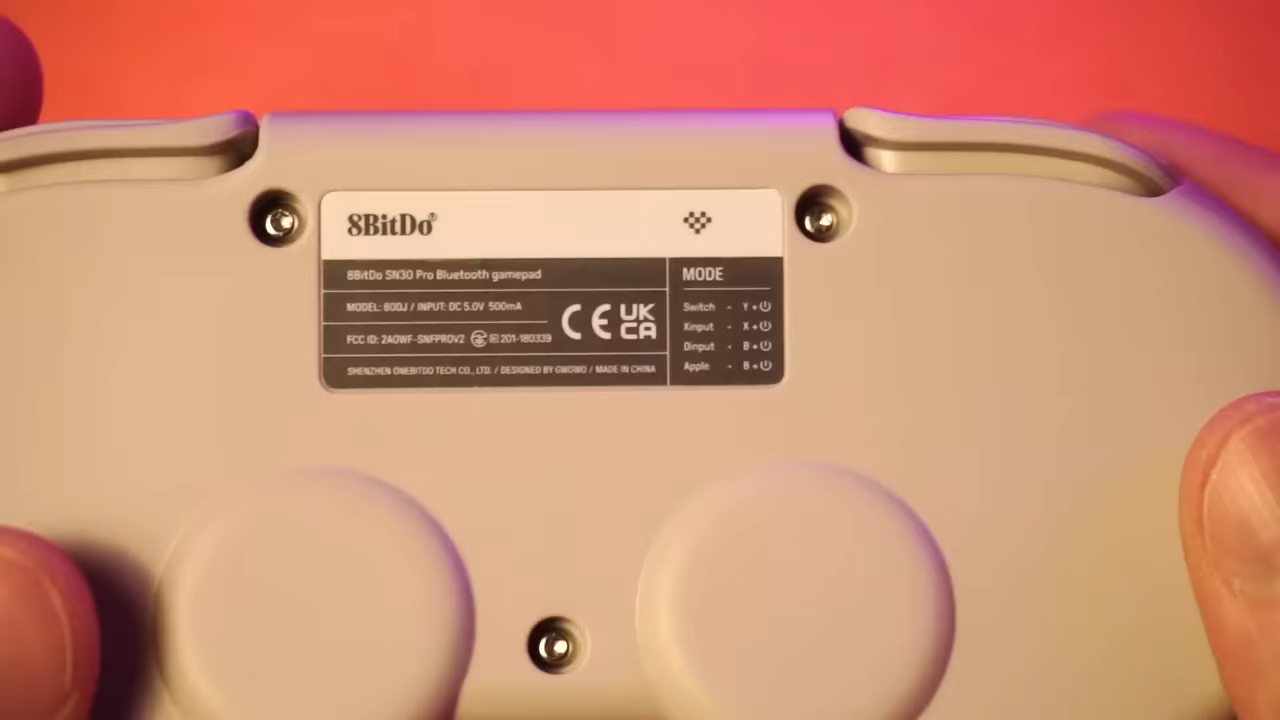 8BitDo®
8BitDo SN30 Pro Bluetooth gamepad
MODEL: 80DJ / INPUT: DC 5.0V 500mA
FCC ID: 2AOWF-SNFPROV2 R 201-180339
CE UK CA
SHENZHEN ONEBITDO TECH CO., LTD. / DESIGNED BY GWOWO / MADE IN CHINA
MODE
Switch - Y + ⏻
Xinput - X + ⏻
Dinput - B + ⏻
Apple - B + ⏻